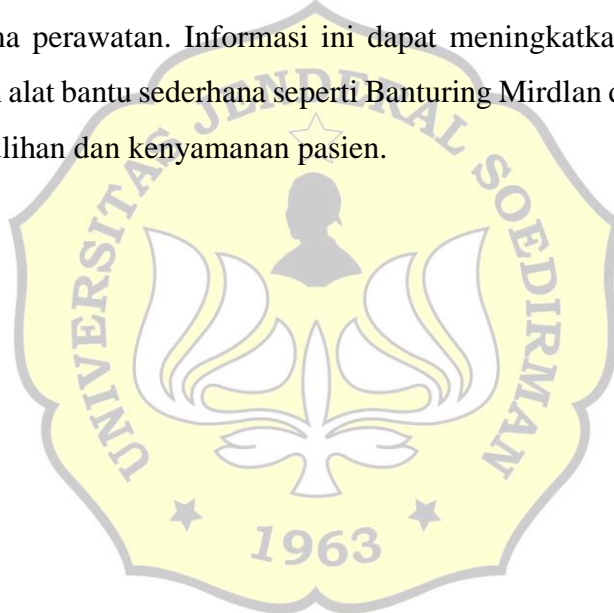 na perawatan. Informasi ini dapat meningkatka
alat bantu sederhana seperti Banturing Mirdlan
ulihan dan kenyamanan pasien.
UNIVERSITAS JENDERAL SOEDIRMAN
1963